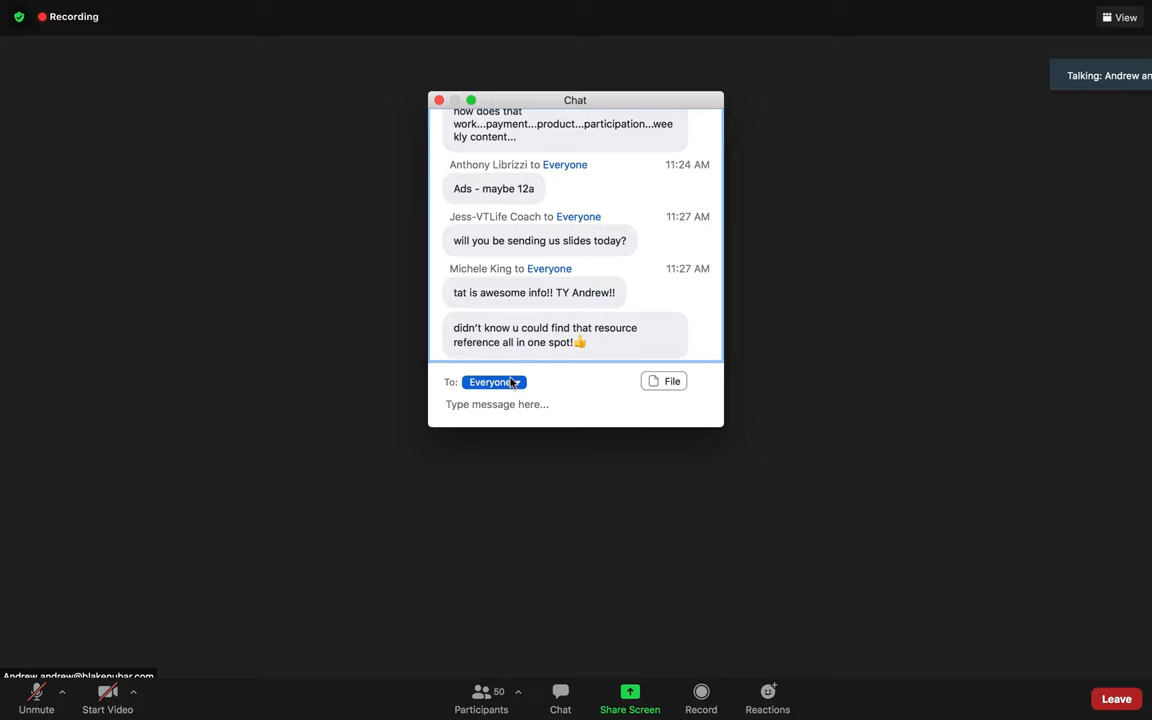 Recording
View
Talking: Andrew an
Chat
how does that
work...payment...product...participation...wee
kly content...
Anthony Librizzi to Everyone 11:24 AM
Ads - maybe 12a
Jess-VTLife Coach to Everyone 11:27 AM
will you be sending us slides today?
Michele King to Everyone 11:27 AM
tat is awesome info!! TY Andrew!!
didn't know u could find that resource
reference all in one spot!👍
To: Everyone File
Type message here...
Andrew andrew@blakenubar.com
Unmute Start Video Participants 50 Chat Share Screen Record Reactions Leave